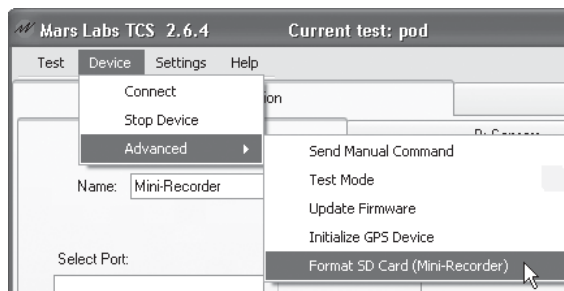 Mars Labs TCS 2.6.4 Current test: pod
Test Device Settings Help
Connect
Stop Device
Advanced
Name: Mini-Recorder
Select Port:
Send Manual Command
Test Mode
Update Firmware
Initialize GPS Device
Format SD Card (Mini-Recorder)